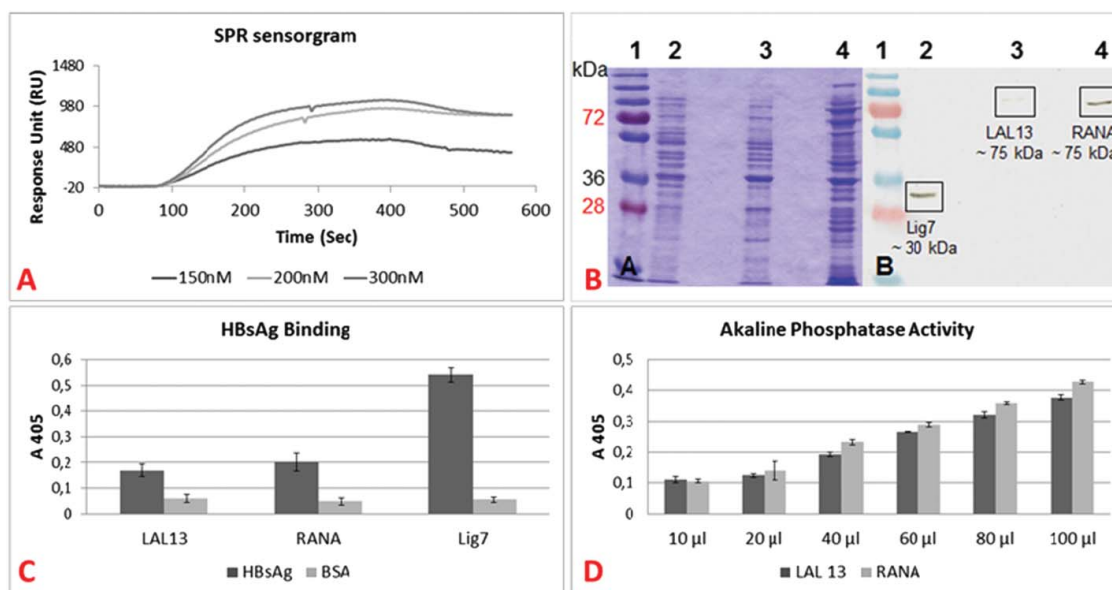 SPR sensorgram
Response Unit (RU)
1480
980
480
-20
0 100 200 300 400 500 600
Time (Sec)
150nM 200nM 300nM
A
1 2 3 4 1 2 3 4
kDa
72
36
28
LAL13
~ 75 kDa
RANA
~ 75 kDa
Lig7
~ 30 kDa
B A B
HBsAg Binding
A 405
0,6
0,5
0,4
0,3
0,2
0,1
0
LAL13 RANA Lig7
HBsAg BSA
C
Akaline Phosphatase Activity
A 405
0,5
0,4
0,3
0,2
0,1
0
10 µl 20 µl 40 µl 60 µl 80 µl 100 µl
LAL 13 RANA
D